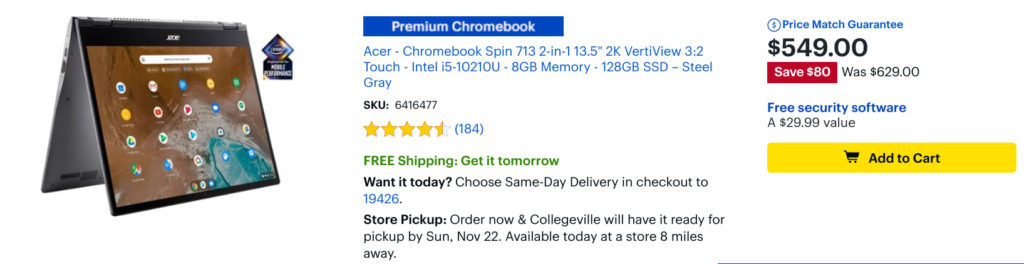 acer
intel
MOBILE
PERFORMANCE
Premium Chromebook
Acer - Chromebook Spin 713 2-in-1 13.5" 2K VertiView 3:2
Touch - Intel i5-10210U - 8GB Memory - 128GB SSD – Steel
Gray
SKU: 6416477
(184)
FREE Shipping: Get it tomorrow
Want it today? Choose Same-Day Delivery in checkout to
19426.
Store Pickup: Order now & Collegeville will have it ready for
pickup by Sun, Nov 22. Available today at a store 8 miles
away.
Price Match Guarantee
$549.00
Save $80 Was $629.00
Free security software
A $29.99 value
Add to Cart